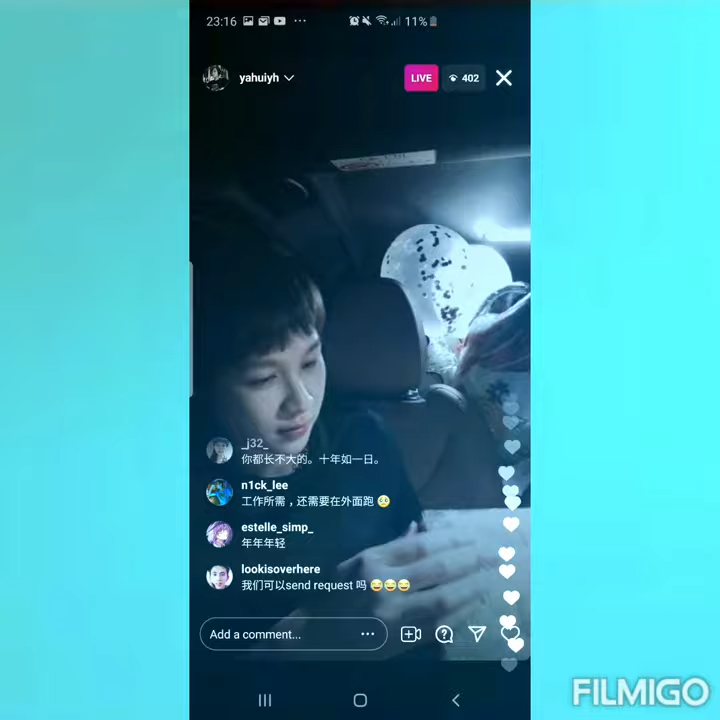 23:16
11%
yahuiyh
LIVE
402
_j32_
你都长不大的。十年如一日。
n1ck_lee
工作所需，还需要在外面跑 🥺
estelle_simp_
年年年轻
lookisoverhere
我们可以send request 吗 😂😂😂
Add a comment...
FILMIGO